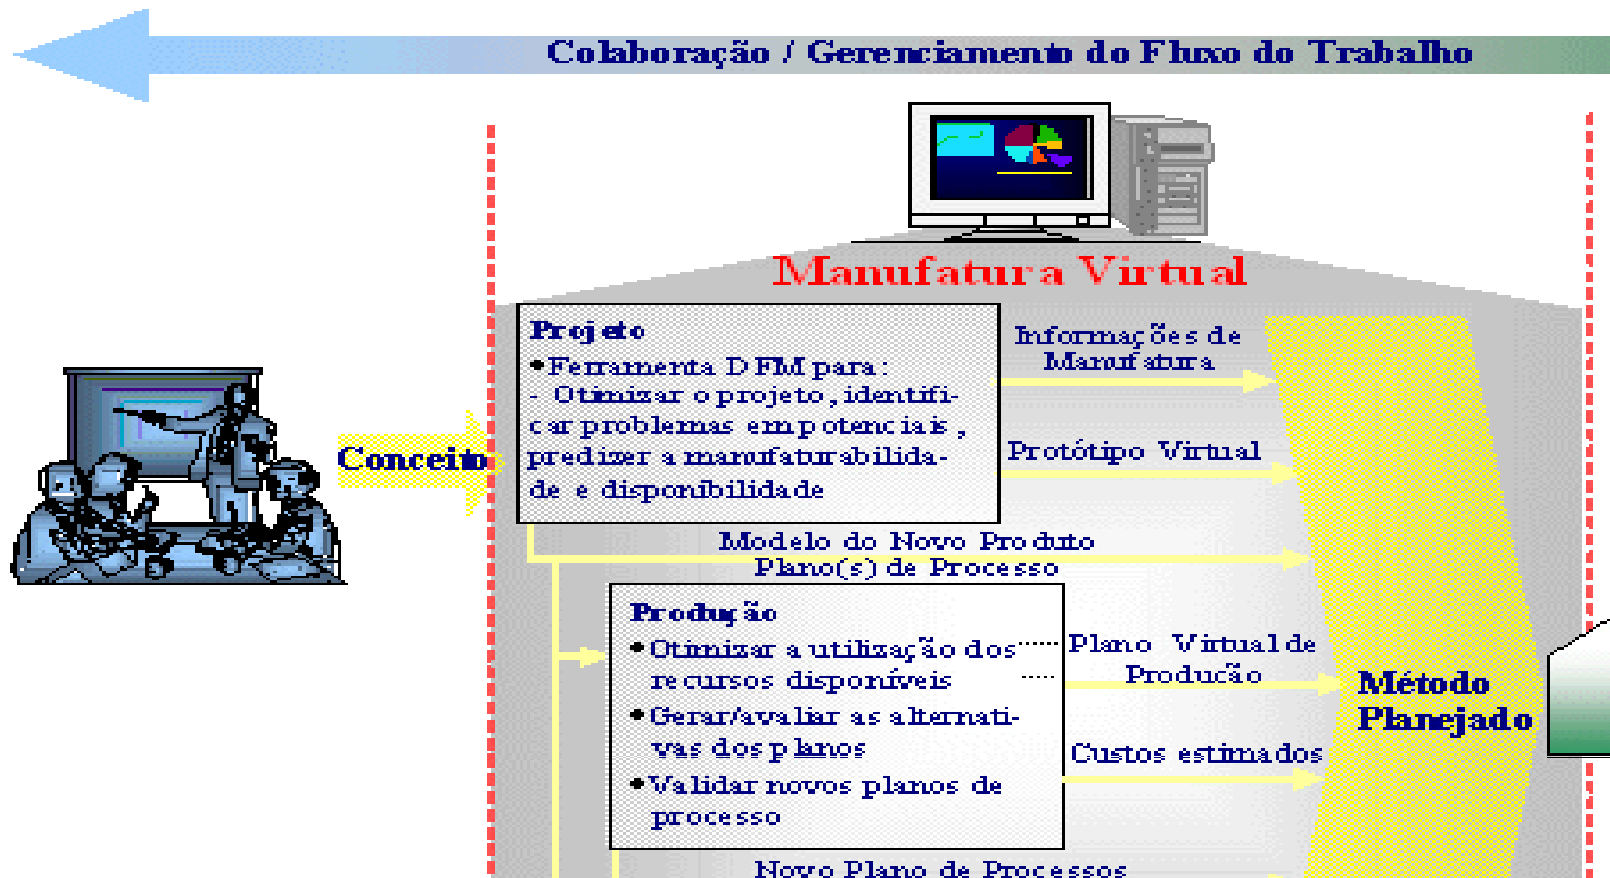 Colaboração / Gerenciamento do Fluxo do Trabalho
Manufatura Virtual
Conceito
Projeto
•Ferramenta DFM para:
- Otimizar o projeto, identifi-
car problemas em potenciais,
predizer a manufaturabilida-
de e disponibilidade
Informações de
Manufatura
Protótipo Virtual
Modelo do Novo Produto
Plano(s) de Processo
Produção
•Otimizar a utilização dos
recursos disponíveis
•Gerar/avaliar as alternati-
vas dos planos
•Validar novos planos de
processo
Plano Virtual de
Produção
Custos estimados
Método
Planejado
Novo Plano de Processos